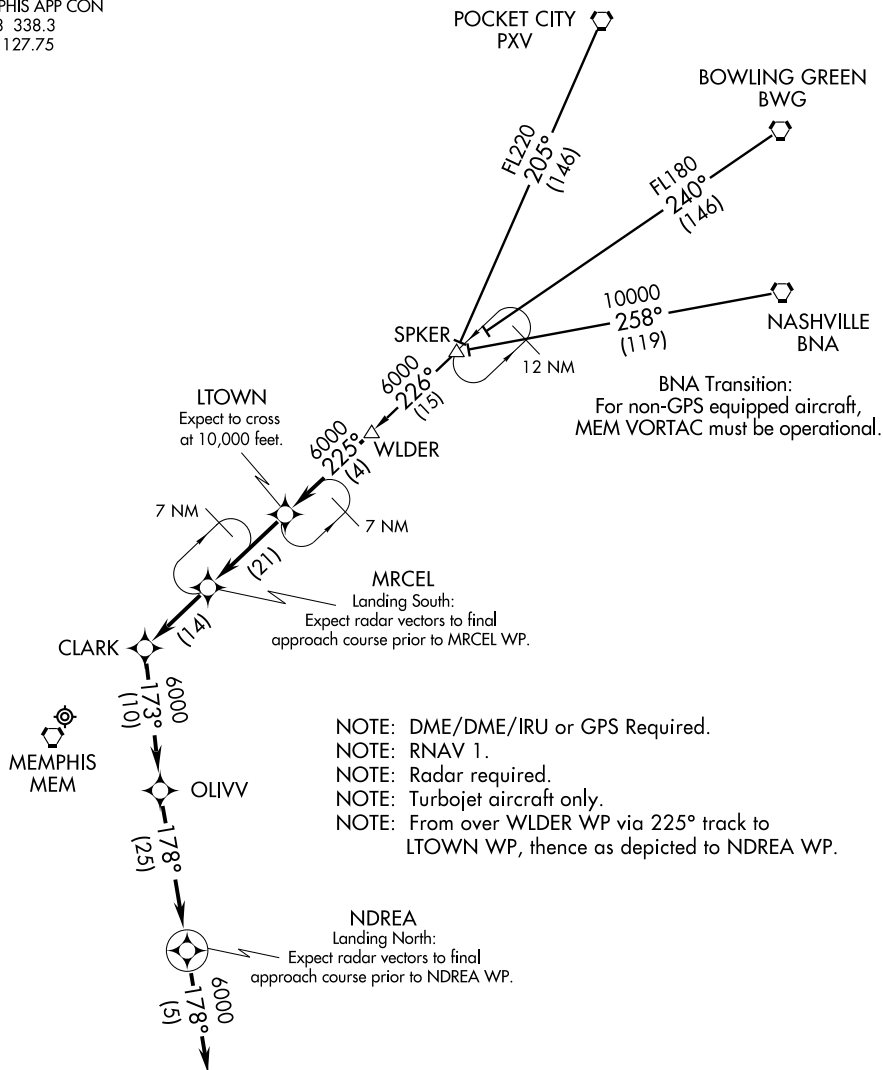 PHIS APP CON
338.3
127.75
POCKET CITY
PXV
BOWLING GREEN
BWG
FL220
205°
(146)
FL180
240°
(146)
10000
258°
(119)
NASHVILLE
BNA
SPKER
12 NM
6000
226°
(15)
BNA Transition:
For non-GPS equipped aircraft,
MEM VORTAC must be operational.
LTOWN
Expect to cross
at 10,000 feet.
6000
225°
(4)
WLDER
7 NM
7 NM
(21)
MRCEL
Landing South:
Expect radar vectors to final
approach course prior to MRCEL WP.
(14)
CLARK
6000
173°
(10)
MEMPHIS
MEM
OLIVV
NOTE: DME/DME/IRU or GPS Required.
NOTE: RNAV 1.
NOTE: Radar required.
NOTE: Turbojet aircraft only.
NOTE: From over WLDER WP via 225° track to
LTOWN WP, thence as depicted to NDREA WP.
178°
(25)
NDREA
Landing North:
Expect radar vectors to final
approach course prior to NDREA WP.
6000
178°
(5)